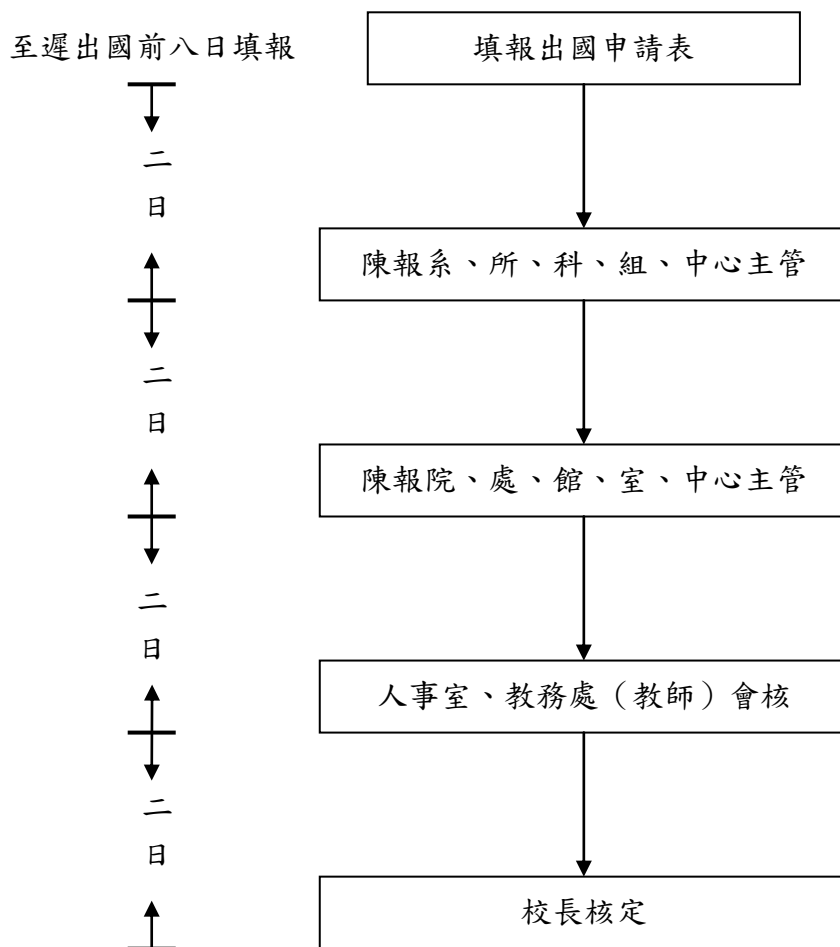 至遲出國前八日填報
填報出國申請表
二
日
陳報系、所、科、組、中心主管
二
日
陳報院、處、館、室、中心主管
二
日
人事室、教務處（教師）會核
二
日
校長核定